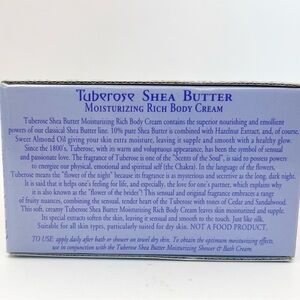 Tuberose SHEA BUTTER
MOISTURIZING RICH BODY CREAM
Tuberose Shea Butter Moisturizing Rich Body Cream contains the superior nourishing and emollient
powers of our classical Shea Butter line. 10% pure Shea Butter is combined with Hazelnut Extract, and, of course,
Sweet Almond Oil giving your skin extra moisture, leaving it supple and smooth with a healthy glow.
Since the 1800's, Tuberose, with its warm and voluptuous appearance, has been the symbol of sensual
and passionate love. The fragrance of Tuberose is one of the "Scents of the Soul", is said to possess powers
to energize our physical, emotional and spiritual self (the Chakra). In the language of the flowers,
Tuberose means the "flower of the night" because its fragrance is as mysterious and secretive as the long, dark night.
It is said that it helps one's feeling for life, and especially, the love for one's partner, which explains why
it is also known as the "flower of the brides"! This sensual and original fragrance embraces a range
of fruity nuances, combining the sensual, tender heart of the Tuberose with tones of Cedar and Sandalwood.
This soft, creamy Tuberose Shea Butter Moisturising Rich Body Cream leaves skin moisturized and supple.
Its special extracts soften the skin, leaving it sensual and smooth to the touch. Just like silk.
Suitable for all skin types, particularly suited for dry skin. NOT A FOOD PRODUCT.
TO USE: apply daily after bath or shower on towel dry skin. To obtain the optimum moisturizing effects,
use in conjunction with the Tuberose Shea Butter Moisturizing Shower & Bath Cream.